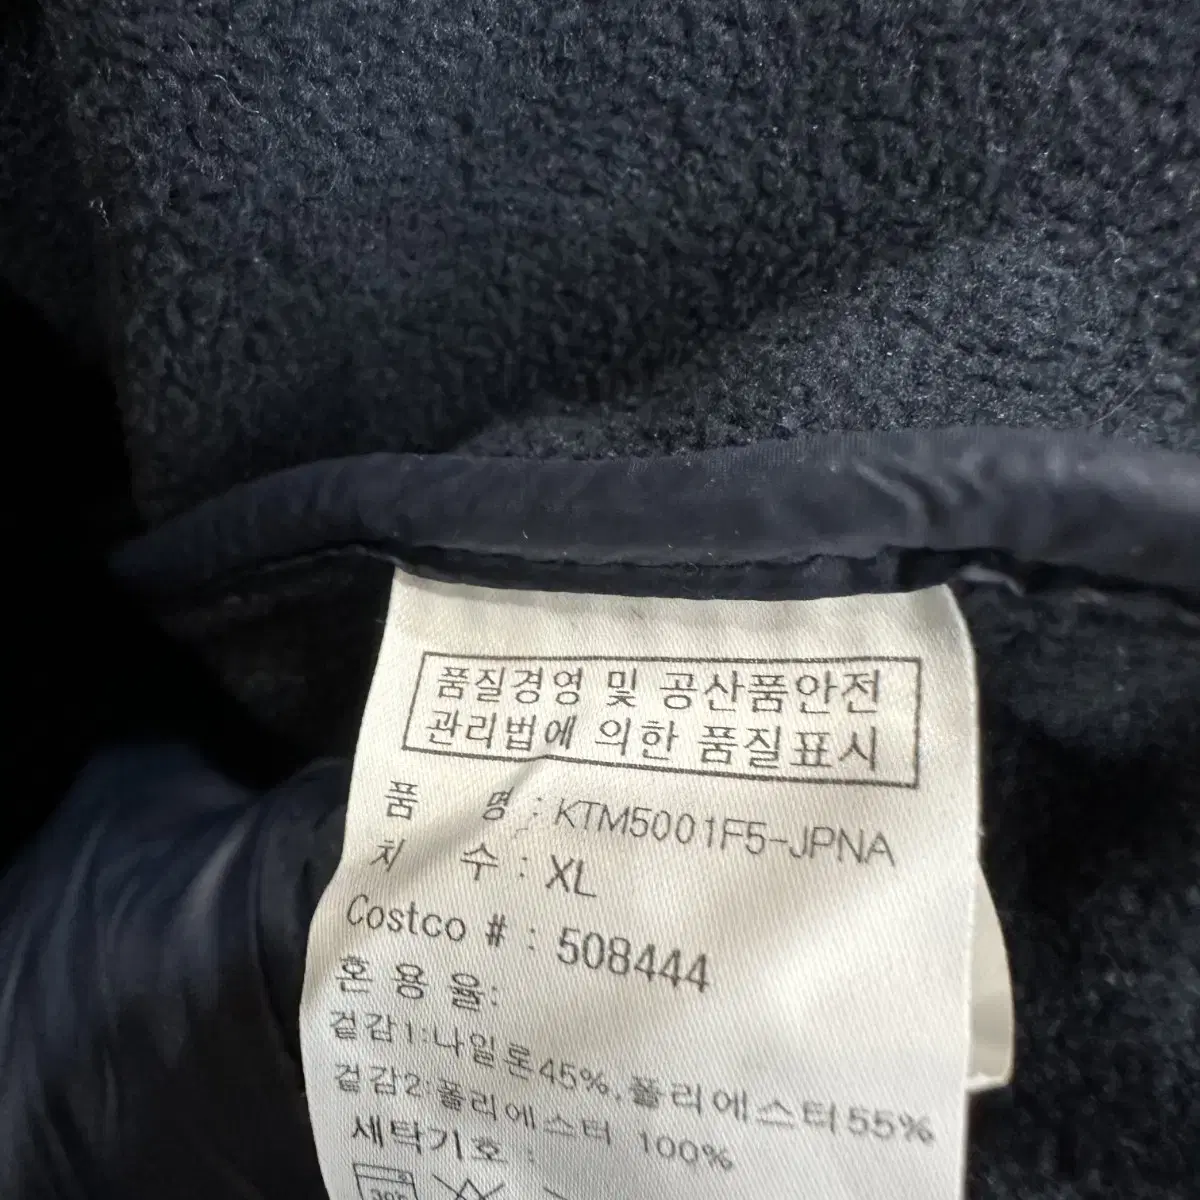 품질경영 및 공산품안전
관리법에 의한 품질표시
품 명 : KTM5001F5-JPNA
치 수 : XL
Costco # : 508444
혼 용 율:
겉감1:나일론45%,폴리에스터55%
겉감2:폴리에스터 100%
세탁기호 :